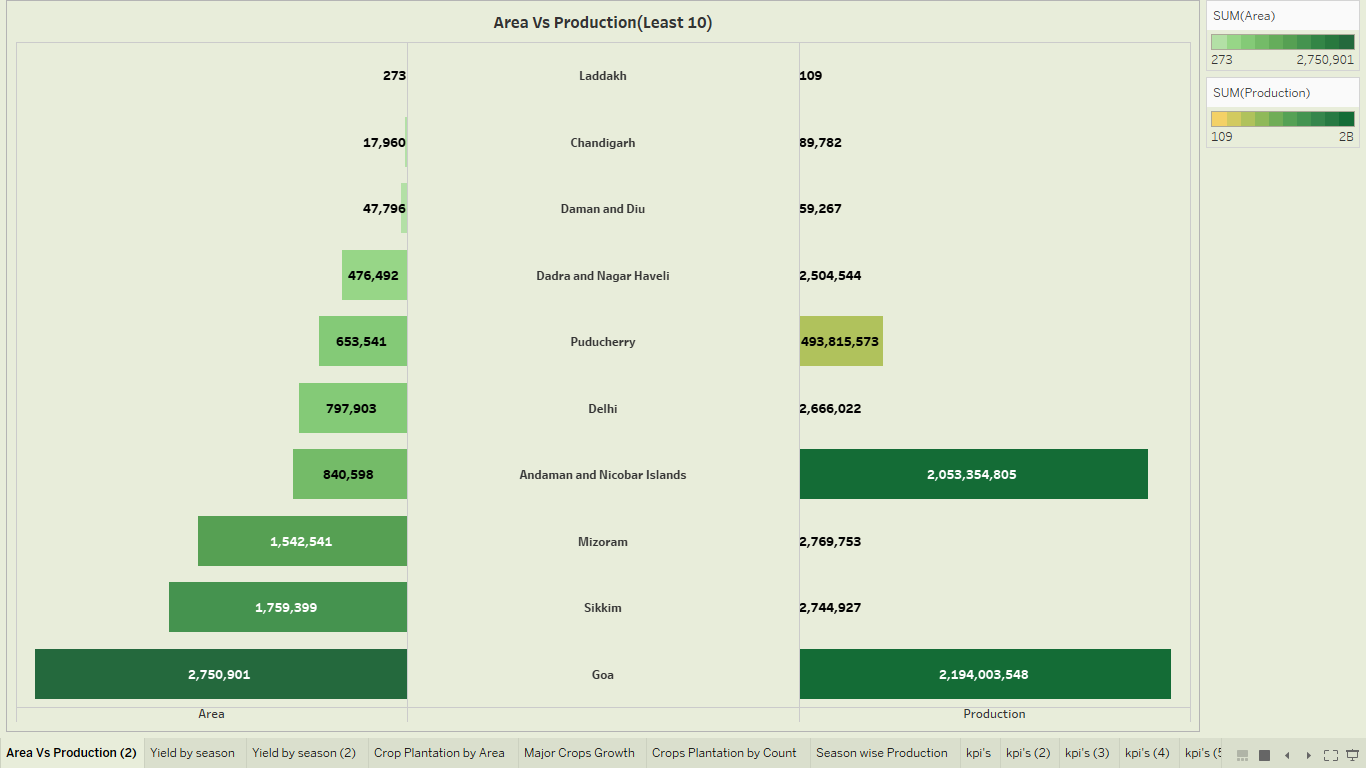 Area Vs Production(Least 10)
SUM(Area)
273 2,750,901
SUM(Production)
109 2B
273 Laddakh 109
17,960 Chandigarh 89,782
47,796 Daman and Diu 59,267
476,492 Dadra and Nagar Haveli 2,504,544
653,541 Puducherry 493,815,573
797,903 Delhi 2,666,022
840,598 Andaman and Nicobar Islands 2,053,354,805
1,542,541 Mizoram 2,769,753
1,759,399 Sikkim 2,744,927
2,750,901 Goa 2,194,003,548
Area Production
Area Vs Production (2) Yield by season Yield by season (2) Crop Plantation by Area Major Crops Growth Crops Plantation by Count Season wise Production kpi's kpi's (2) kpi's (3) kpi's (4) kpi's (5